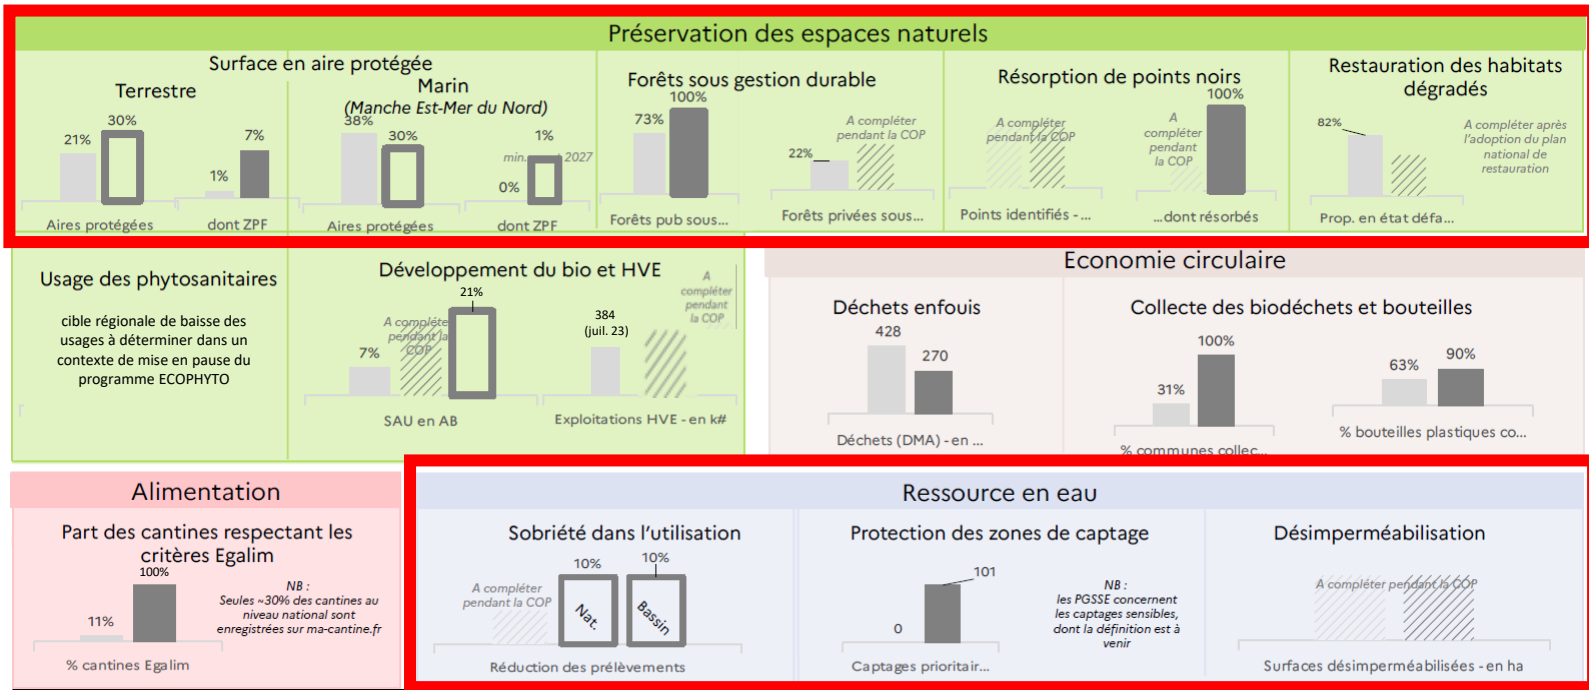 Préservation des espaces naturels
Surface en aire protégée
Terrestre
30%
21%
7%
1%
Aires protégées
dont ZPF
Marin
(Manche Est-Mer du Nord)
38%
30%
1%
min. 2027
0%
Aires protégées
dont ZPF
Forêts sous gestion durable
100%
73%
Forêts pub sous...
A compléter
pendant la COP
22%
Forêts privées sous...
Résorption de points noirs
A compléter
pendant la COP
Points identifiés - ...
100%
A
compléter
pendant
la COP
...dont résorbés
Restauration des habitats
dégradés
82%
A compléter après
l'adoption du plan
national de
restauration
Prop. en état défa...
Usage des phytosanitaires
cible régionale de baisse des
usages à déterminer dans un
contexte de mise en pause du
programme ECOPHYTO
Développement du bio et HVE
21%
A compléter
pendant la
COP
7%
SAU en AB
384
(juil. 23)
A
compléter
pendant
la COP
Exploitations HVE - en k#
Economie circulaire
Déchets enfouis
428
270
Déchets (DMA) - en ...
Collecte des biodéchets et bouteilles
100%
31%
% communes collec...
90%
63%
% bouteilles plastiques co...
Alimentation
Part des cantines respectant les
critères Egalim
100%
11%
% cantines Egalim
NB :
Seules ~30% des cantines au
niveau national sont
enregistrées sur ma-cantine.fr
Ressource en eau
Sobriété dans l'utilisation
10%
10%
A compléter
pendant la COP
Nat.
Bassin
Réduction des prélèvements
Protection des zones de captage
101
0
Captages prioritair...
NB :
les PGSSE concernent
les captages sensibles,
dont la définition est à
venir
Désimperméabilisation
A compléter pendant la COP
Surfaces désimperméabilisées - en ha